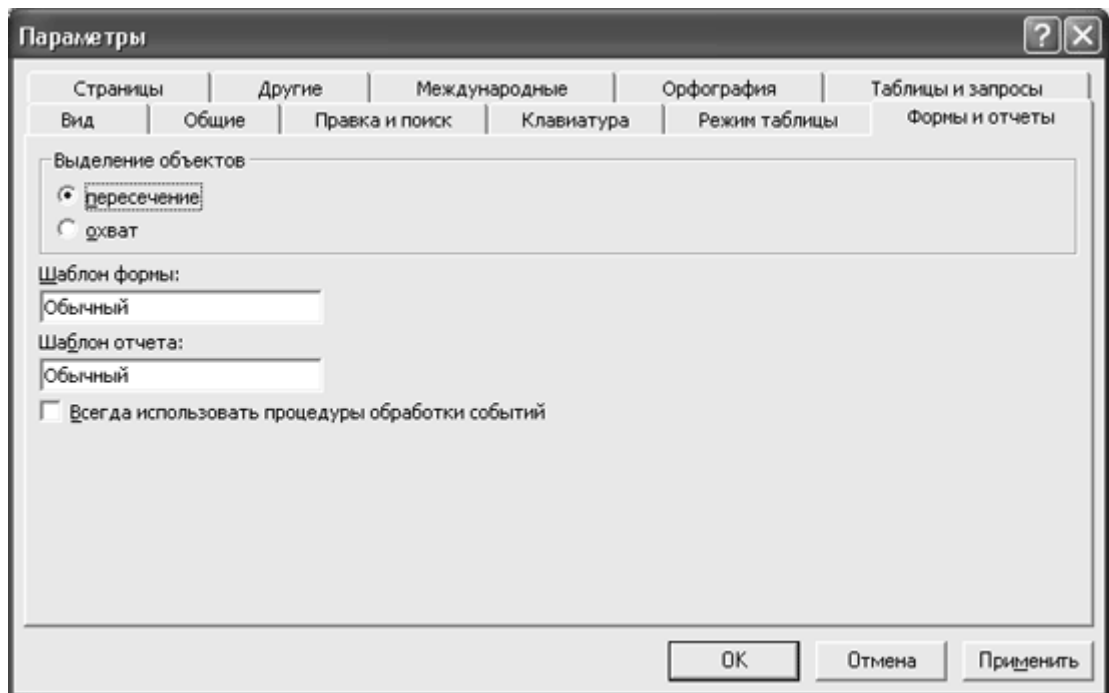 Параметры
Страницы Другие Международные Орфография Таблицы и запросы
Вид Общие Правка и поиск Клавиатура Режим таблицы Формы и отчеты
Выделение объектов
пересечение
охват
Шаблон формы:
Обычный
Шаблон отчета:
Обычный
Всегда использовать процедуры обработки событий
OK Отмена Применить